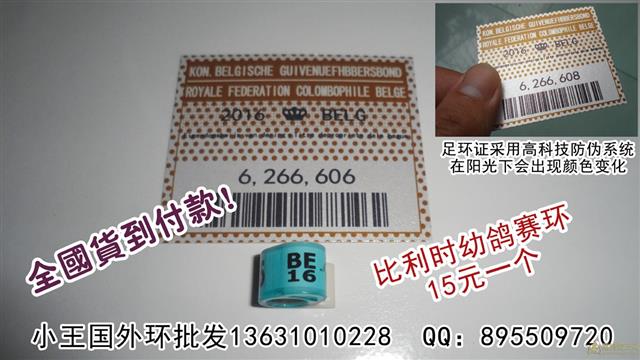 KON. BELGISCHE GUIVENUEFHBBERSBOND
ROYALE FEDERATION COLOMBOPHILE BELGE
2016 BELG
6,266,606
KON. BELGISCHE GUIVENUEFHBBERSBOND
ROYALE FEDERATION COLOMBOPHILE BELGE
2016 BELG
6,266,608
足环证采用高科技防伪系统
在阳光下会出现颜色变化
全國貨到付款!
BE
16
比利时幼鸽赛环
15元一个
小王国外环批发13631010228 QQ：895509720